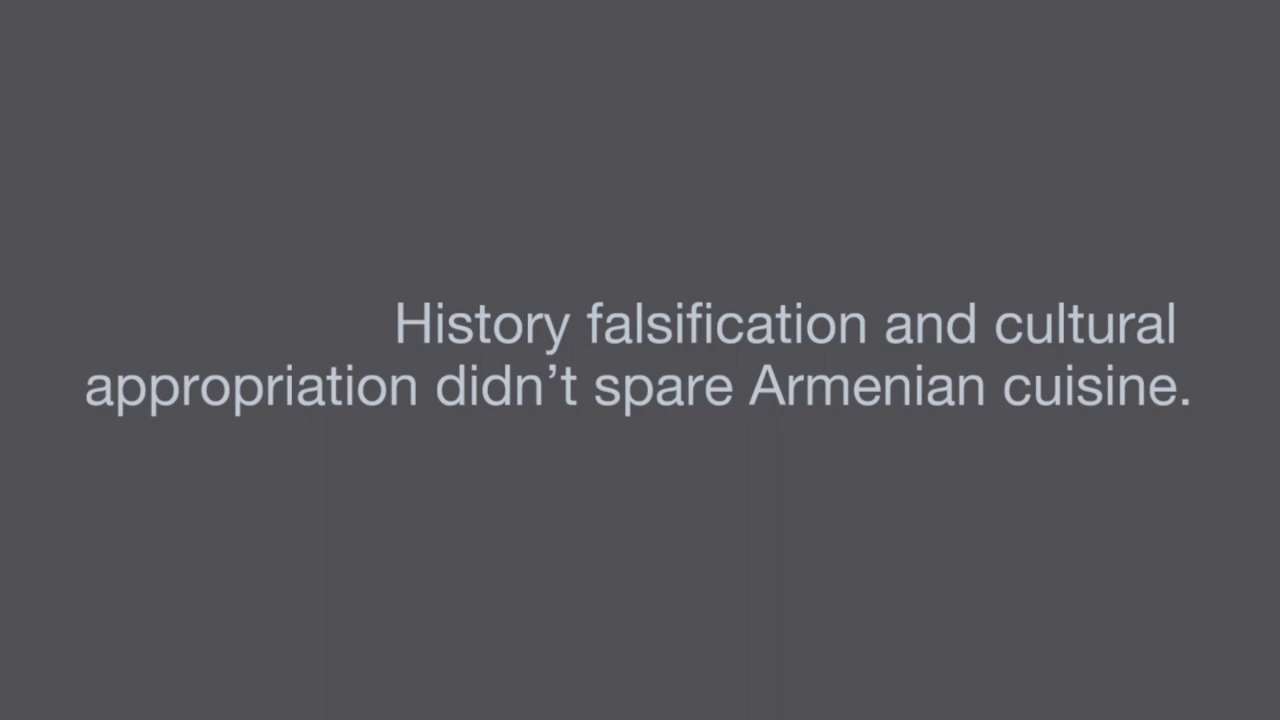 History falsification and cultural
appropriation didn’t spare Armenian cuisine.